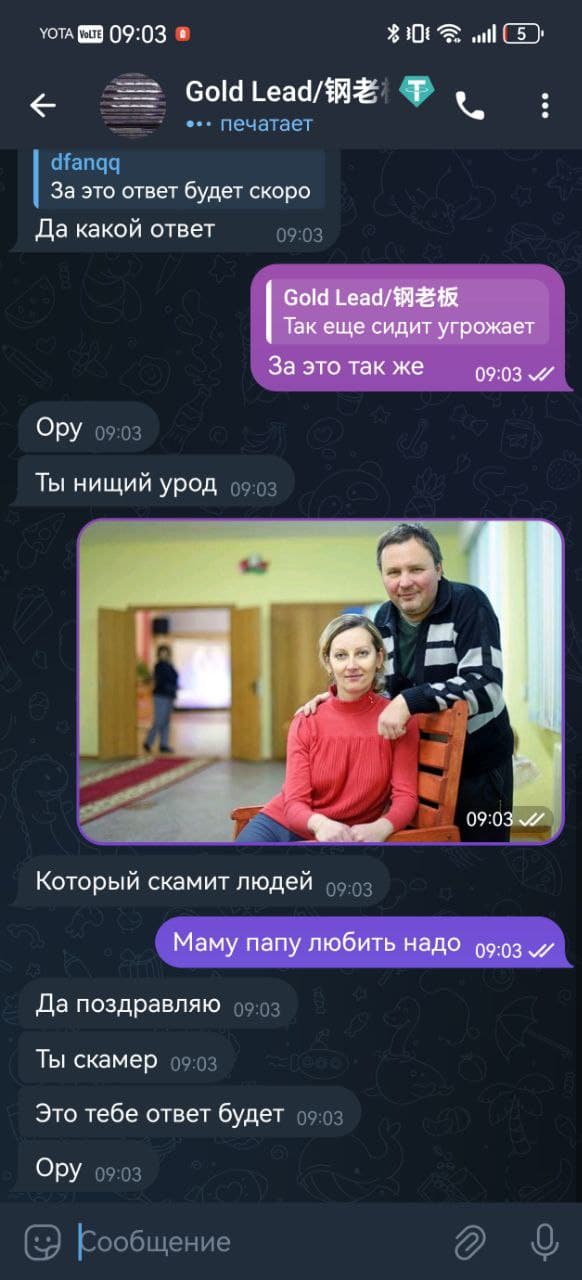 YOTA VoLTE 09:03 5
Gold Lead/钢老
••• печатает
dfanqq
За это ответ будет скоро
Да какой ответ 09:03
Gold Lead/钢老板
Так еще сидит угрожает
За это так же 09:03
Ору 09:03
Ты нищий урод 09:03
09:03
Который скамит людей 09:03
Маму папу любить надо 09:03
Да поздравляю 09:03
Ты скамер 09:03
Это тебе ответ будет 09:03
Ору 09:03
Сообщение